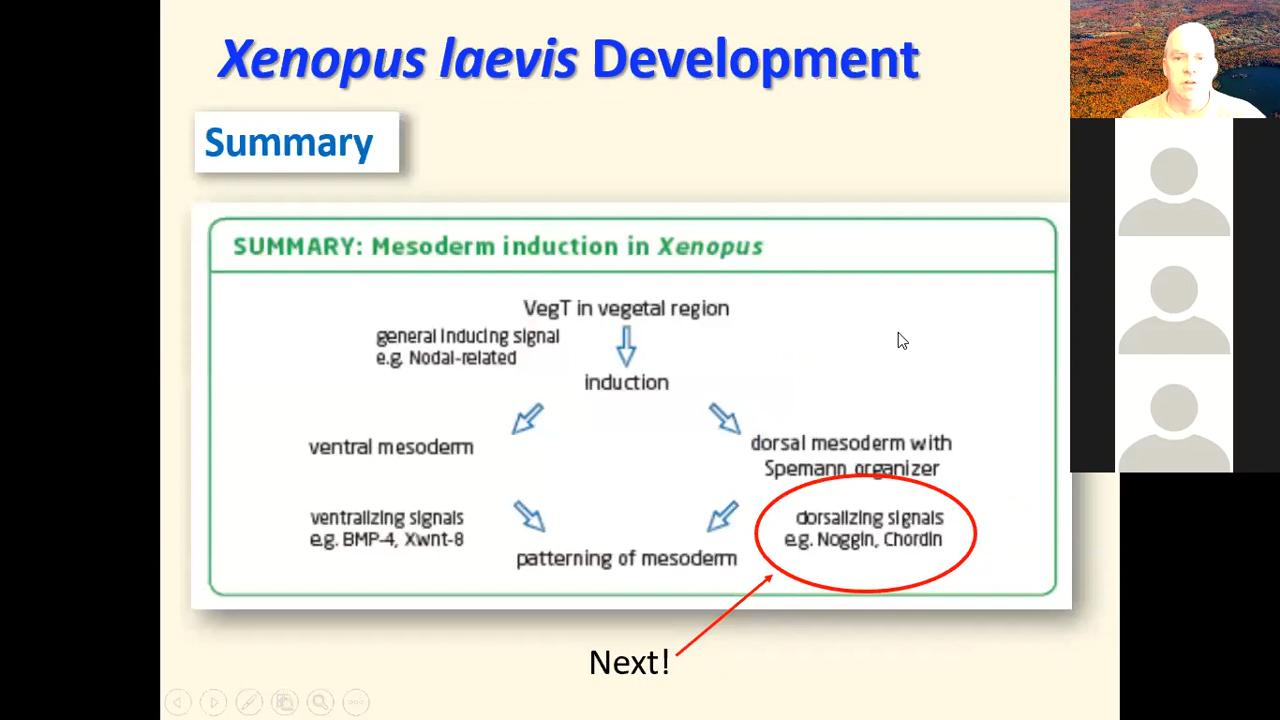 Xenopus laevis Development
Summary
SUMMARY: Mesoderm induction in Xenopus
VegT in vegetal region
general inducing signal
e.g. Nodal-related
induction
ventral mesoderm
dorsal mesoderm with
Spemann organizer
ventralizing signals
e.g. BMP-4, Xwnt-8
dorsalizing signals
e.g. Noggin, Chordin
patterning of mesoderm
Next!